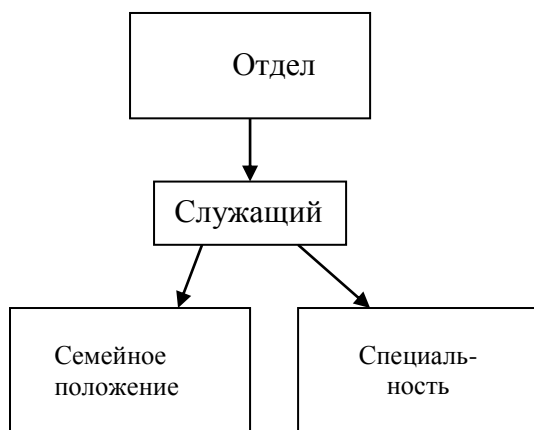 Отдел
Служащий
Семейное
положение
Специаль-
ность